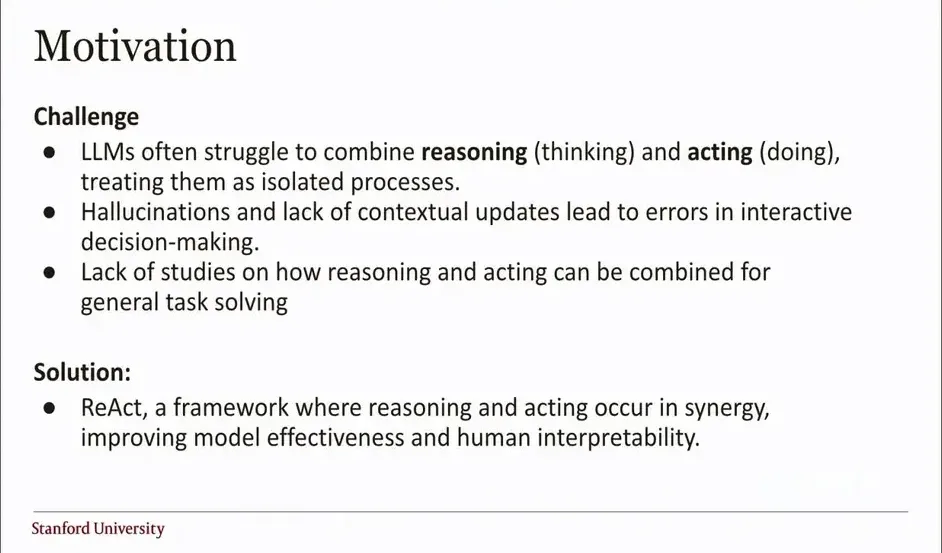 Motivation
Challenge
● LLMs often struggle to combine reasoning (thinking) and acting (doing),
treating them as isolated processes.
● Hallucinations and lack of contextual updates lead to errors in interactive
decision-making.
● Lack of studies on how reasoning and acting can be combined for
general task solving
Solution:
● ReAct, a framework where reasoning and acting occur in synergy,
improving model effectiveness and human interpretability.
Stanford University